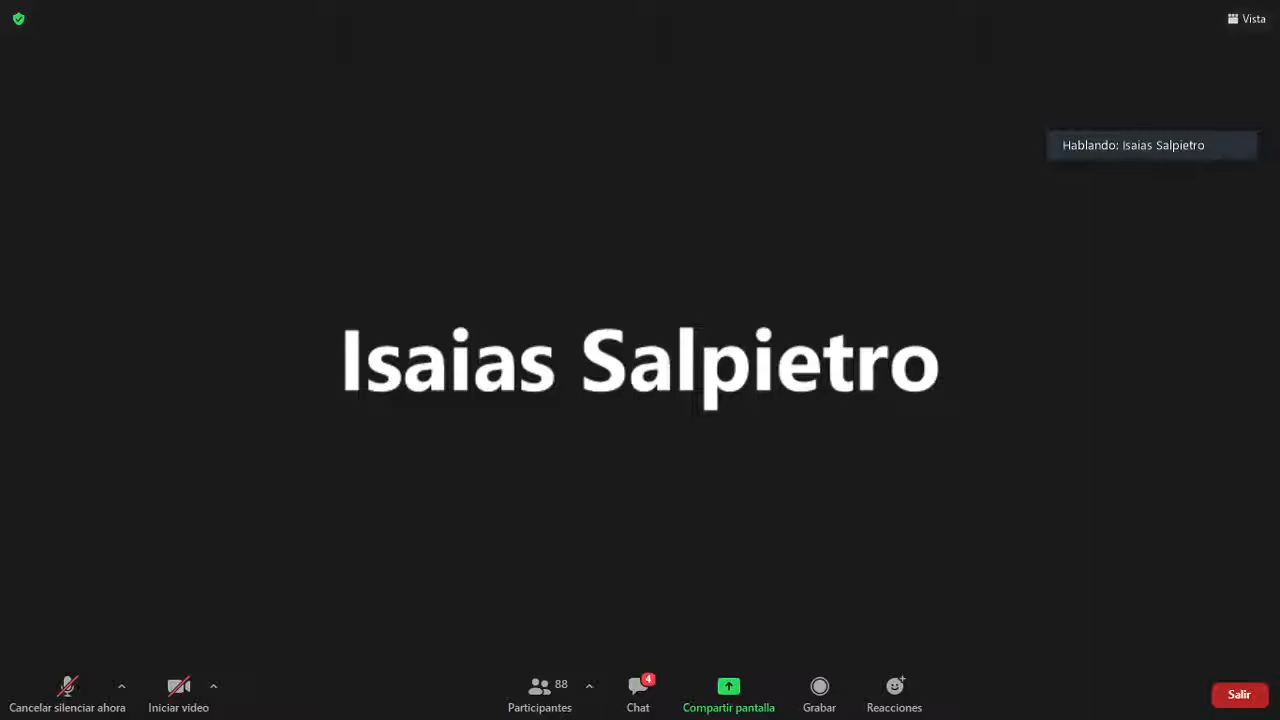 Vista
Hablando: Isaias Salpietro
Isaias Salpietro
88
4
Cancelar silenciar ahora
Iniciar video
Participantes
Chat
Compartir pantalla
Grabar
Reacciones
Salir